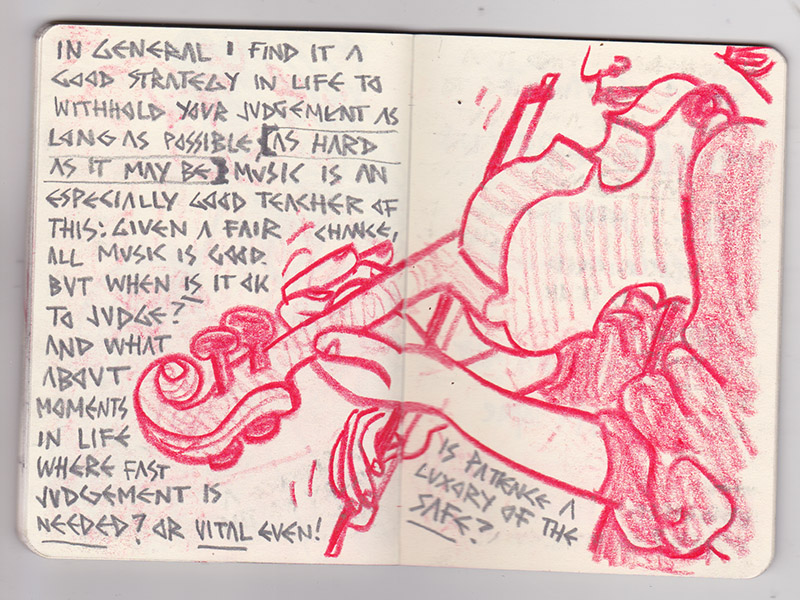 IN GENERAL I FIND IT A
GOOD STRATEGY IN LIFE TO
WITHHOLD YOUR JUDGEMENT AS
LONG AS POSSIBLE, [AS HARD
AS IT MAY BE] MUSIC IS AN
ESPECIALLY GOOD TEACHER OF
THIS: GIVEN A FAIR CHANCE,
ALL MUSIC IS GOOD.
BUT WHEN IS IT OK
TO JUDGE?
AND WHAT
ABOUT
MOMENTS
IN LIFE
WHERE FAST
JUDGEMENT IS
NEEDED? OR VITAL EVEN!
IS PATIENCE A
LUXORY OF THE
SAFE?